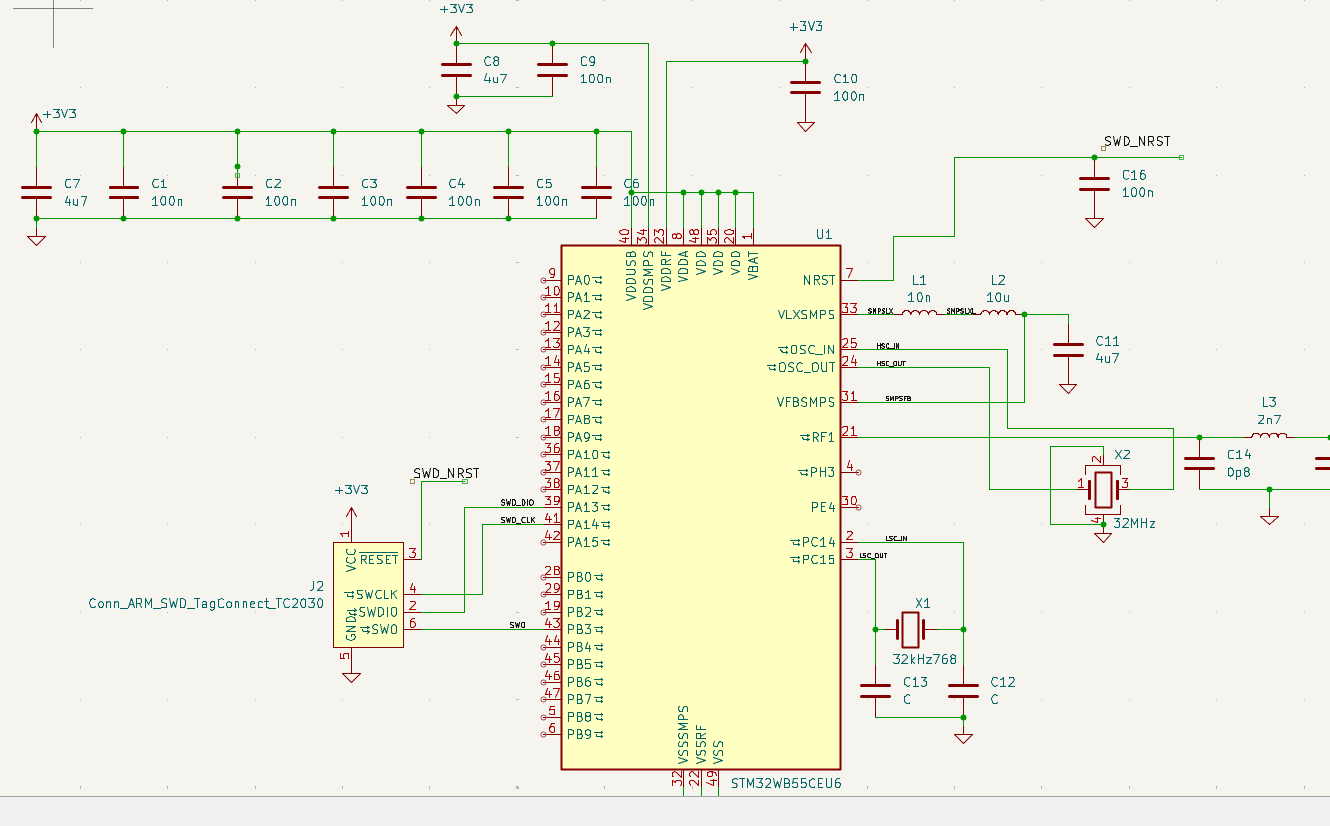 +3V3
+3V3
C8
4u7
C9
100n
C10
100n
+3V3
C7
4u7
C1
100n
C2
100n
C3
100n
C4
100n
C5
100n
C6
100n
SWD_NRST
C16
100n
40
34
23
8
48
35
20
1
U1
VDDUSB
VDDSMPS
VDDRF
VDDA
VDD
VDD
VDD
VBAT
9 PA0
10 PA1
11 PA2
12 PA3
13 PA4
14 PA5
15 PA6
16 PA7
17 PA8
18 PA9
36 PA10
37 PA11
38 PA12
39 PA13
41 PA14
42 PA15
28 PB0
29 PB1
19 PB2
43 PB3
44 PB4
45 PB5
46 PB6
47 PB7
5 PB8
6 PB9
NRST 7
VLXSMPS 33
OSC_IN 25
OSC_OUT 24
VFBSMPS 31
RF1 21
PH3 4
PE4 30
PC14 2
PC15 3
SMPSLX
L1
10n
SMPSLXL
L2
10u
C11
4u7
HSC_IN
HSC_OUT
SMPSFB
L3
2n7
C14
0p8
X2
2
1
3
4
32MHz
LSC_IN
LSC_OUT
X1
32kHz768
C13
C
C12
C
SWD_NRST
+3V3
SWD_DIO
SWD_CLK
SWO
1
VCC
RESET 3
SWCLK 4
SWDIO 2
SWO 6
GND
5
J2
Conn_ARM_SWD_TagConnect_TC2030
VSSSMPS
VSSRF
VSS
32
22
49
STM32WB55CEU6